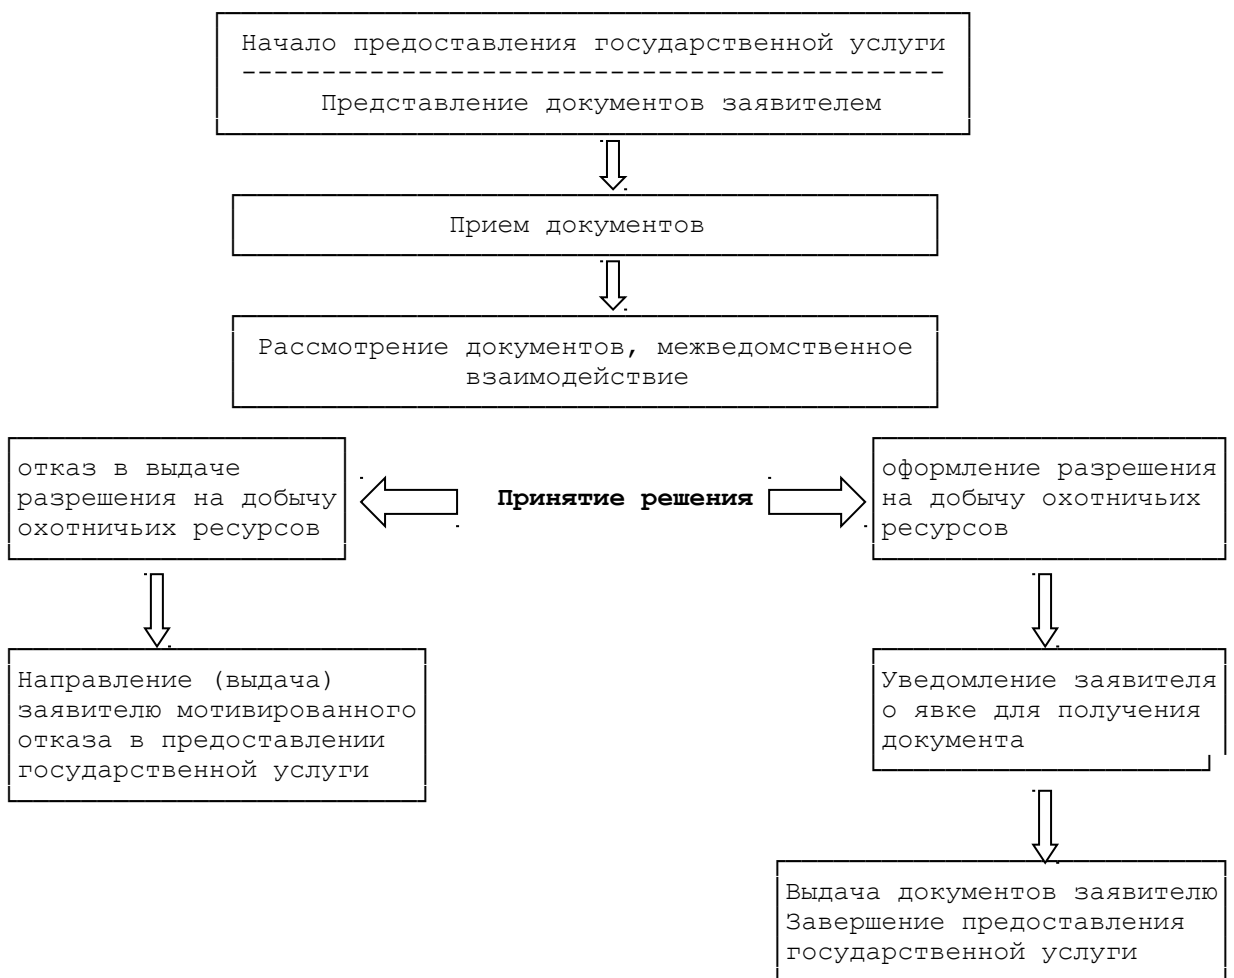 Начало предоставления государственной услуги
--------------------------------------------
Представление документов заявителем
Прием документов
Рассмотрение документов, межведомственное
взаимодействие
отказ в выдаче
разрешения на добычу
охотничьих ресурсов
Принятие решения
оформление разрешения
на добычу охотничьих
ресурсов
Направление (выдача)
заявителю мотивированного
отказа в предоставлении
государственной услуги
Уведомление заявителя
о явке для получения
документа
Выдача документов заявителю
Завершение предоставления
государственной услуги